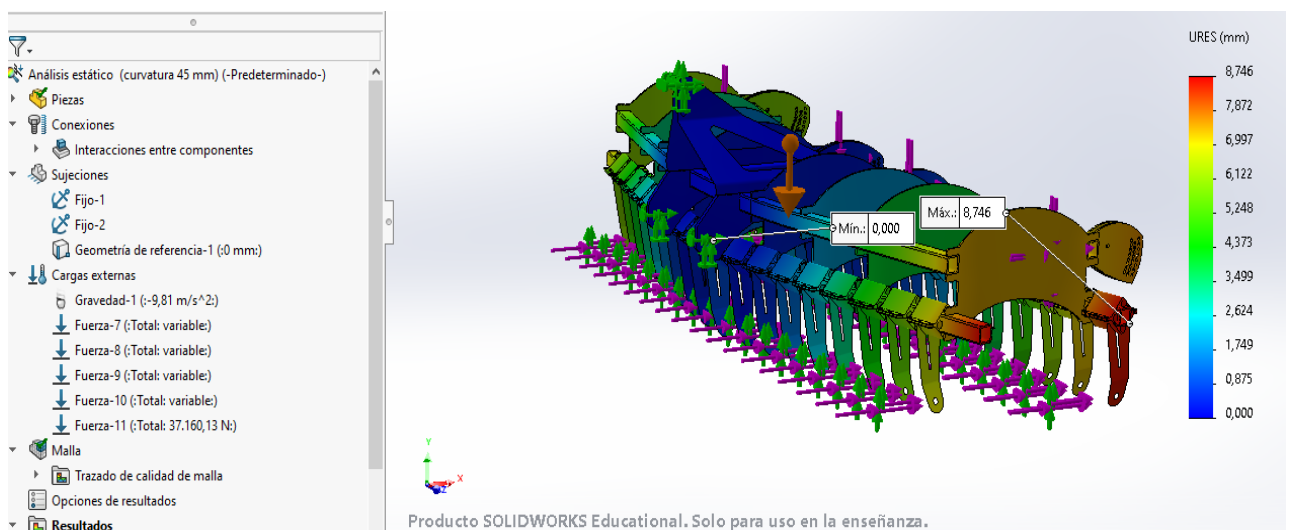 Análisis estático (curvatura 45 mm) (-Predeterminado-)
Piezas
Conexiones
Interacciones entre componentes
Sujeciones
Fijo-1
Fijo-2
Geometría de referencia-1 (:0 mm:)
Cargas externas
Gravedad-1 (:-9,81 m/s^2:)
Fuerza-7 (:Total: variable:)
Fuerza-8 (:Total: variable:)
Fuerza-9 (:Total: variable:)
Fuerza-10 (:Total: variable:)
Fuerza-11 (:Total: 37.160,13 N:)
Malla
Trazado de calidad de malla
Opciones de resultados
Resultados
Mín.: 0,000
Máx.: 8,746
URES (mm)
8,746
7,872
6,997
6,122
5,248
4,373
3,499
2,624
1,749
0,875
0,000
Y
X
Z
Producto SOLIDWORKS Educational. Solo para uso en la enseñanza.